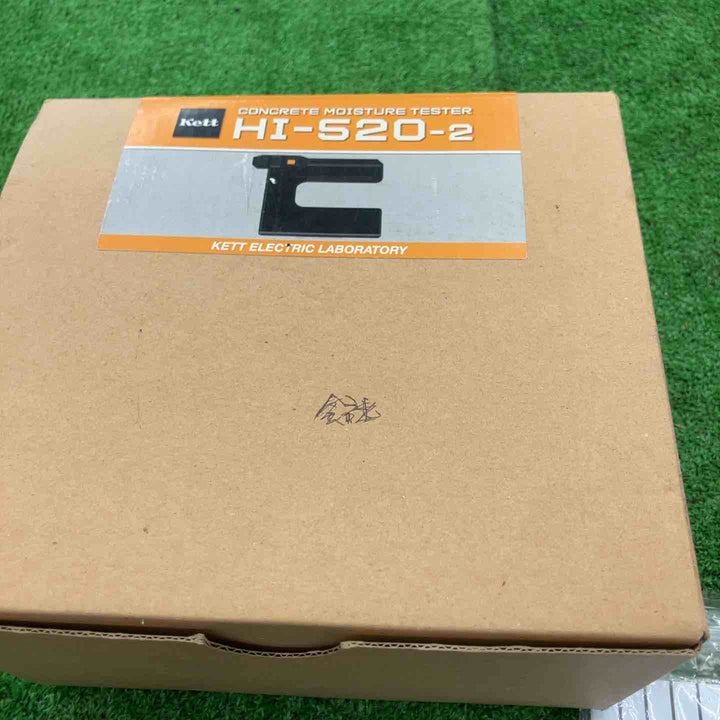 Kett
CONCRETE MOISTURE TESTER
HI-520-2
KETT ELECTRIC LABORATORY